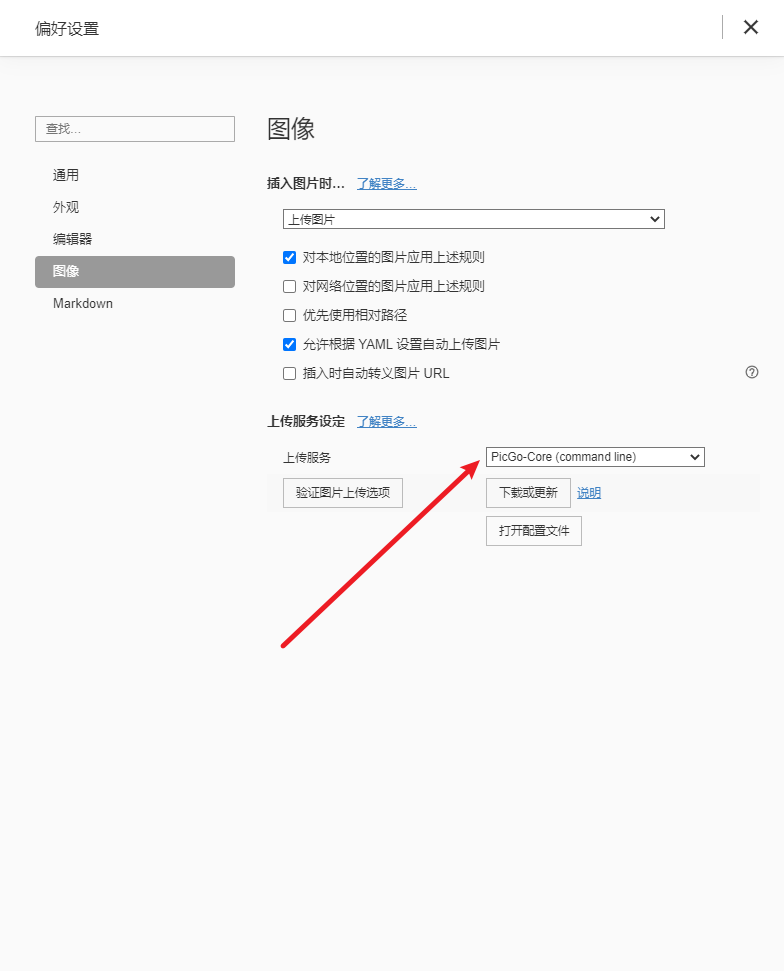 偏好设置
查找...
通用
外观
编辑器
图像
Markdown
图像
插入图片时... 了解更多...
上传图片
对本地位置的图片应用上述规则
对网络位置的图片应用上述规则
优先使用相对路径
允许根据 YAML 设置自动上传图片
插入时自动转义图片 URL
上传服务设定 了解更多...
上传服务 PicGo-Core (command line)
验证图片上传选项 下载或更新 说明
打开配置文件